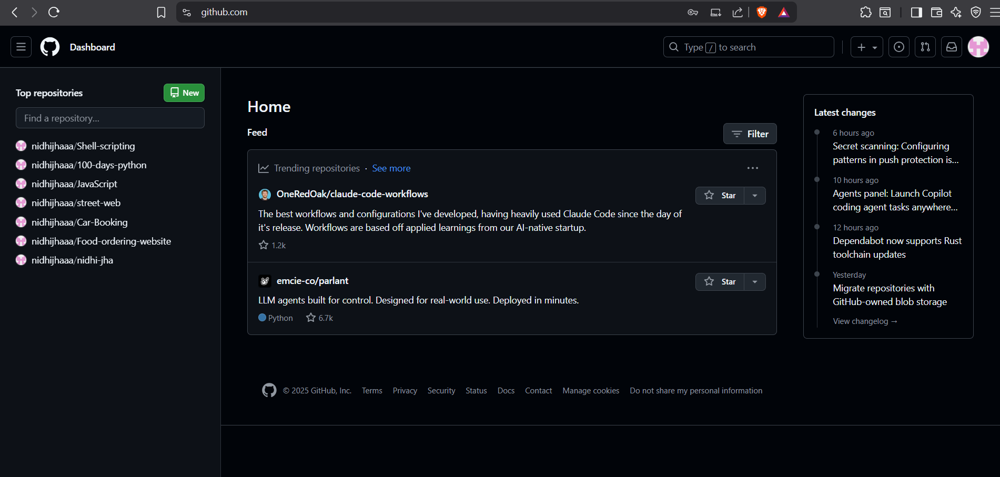 github.com
Dashboard
Type / to search
Top repositories
New
Find a repository...
nidhijhaaa/Shell-scripting
nidhijhaaa/100-days-python
nidhijhaaa/JavaScript
nidhijhaaa/street-web
nidhijhaaa/Car-Booking
nidhijhaaa/Food-ordering-website
nidhijhaaa/nidhi-jha
Home
Feed
Filter
Trending repositories · See more
OneRedOak/claude-code-workflows
Star
The best workflows and configurations I've developed, having heavily used Claude Code since the day of
it's release. Workflows are based off applied learnings from our AI-native startup.
1.2k
emcie-co/parlant
Star
LLM agents built for control. Designed for real-world use. Deployed in minutes.
Python 6.7k
Latest changes
6 hours ago
Secret scanning: Configuring
patterns in push protection is...
10 hours ago
Agents panel: Launch Copilot
coding agent tasks anywhere...
12 hours ago
Dependabot now supports Rust
toolchain updates
Yesterday
Migrate repositories with
GitHub-owned blob storage
View changelog →
© 2025 GitHub, Inc. Terms Privacy Security Status Docs Contact Manage cookies Do not share my personal information